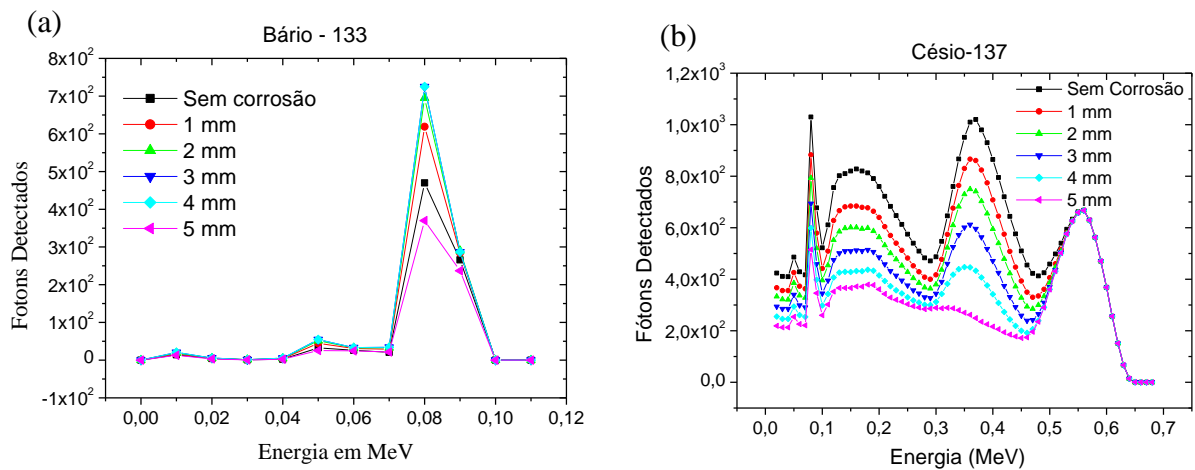 (a)
Bário - 133
8x10²
7x10²
6x10²
5x10²
4x10²
3x10²
2x10²
1x10²
0
-1x10²
Fotons Detectados
Sem corrosão
1 mm
2 mm
3 mm
4 mm
5 mm
0,00 0,02 0,04 0,06 0,08 0,10 0,12
Energia em MeV
(b)
Césio-137
1,2x10³
1,0x10³
8,0x10²
6,0x10²
4,0x10²
2,0x10²
0,0
Fótons Detectados
Sem Corrosão
1 mm
2 mm
3 mm
4 mm
5 mm
0,0 0,1 0,2 0,3 0,4 0,5 0,6 0,7
Energia (MeV)